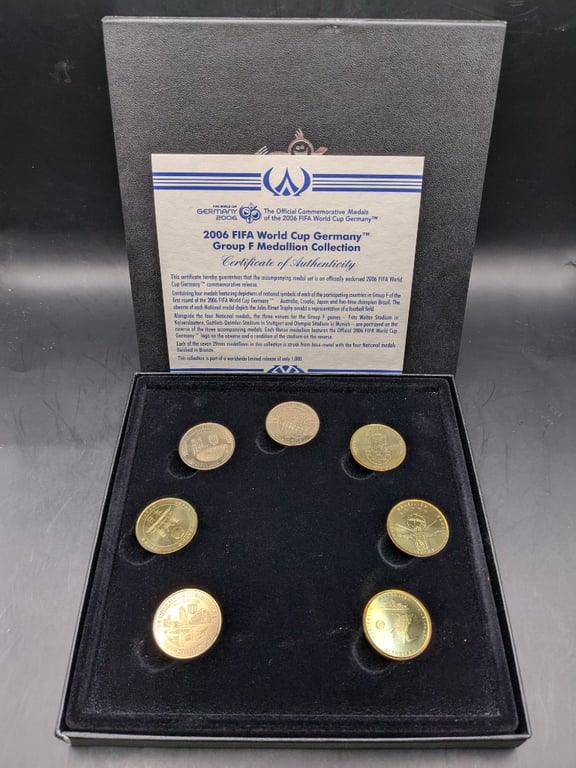 FIFA WORLD CUP
GERMANY
2006
The Official Commemorative Medals
of the 2006 FIFA World Cup Germany™
2006 FIFA World Cup Germany™
Group F Medallion Collection
Certificate of Authenticity
This certificate hereby guarantees that the accompanying medal set is an officially endorsed 2006 FIFA World
Cup Germany™ commemorative release.
Containing four medals featuring depictions of national symbols of each of the participating countries in Group F of the
first round of the 2006 FIFA World Cup Germany™ - Australia, Croatia, Japan and five-time champion Brazil. The
obverse of each National medal depicts the Jules Rimet Trophy amidst a representation of a football field.
Alongside the four National medals, the three venues for the Group F games - Fritz Walter Stadium in
Kaiserslautern, Gottlieb-Daimler Stadium in Stuttgart and Olympia Stadium in Munich - are portrayed on the
reverse of the three accompanying medals. Each Venue medallion features the Official 2006 FIFA World Cup
Germany™ logo on the obverse and a rendition of the stadium on the reverse.
Each of the seven 29mm medallions in this collection is struck from base-metal with the four National medals
finished in Bronze.
This collection is part of a worldwide limited release of only 1,000.